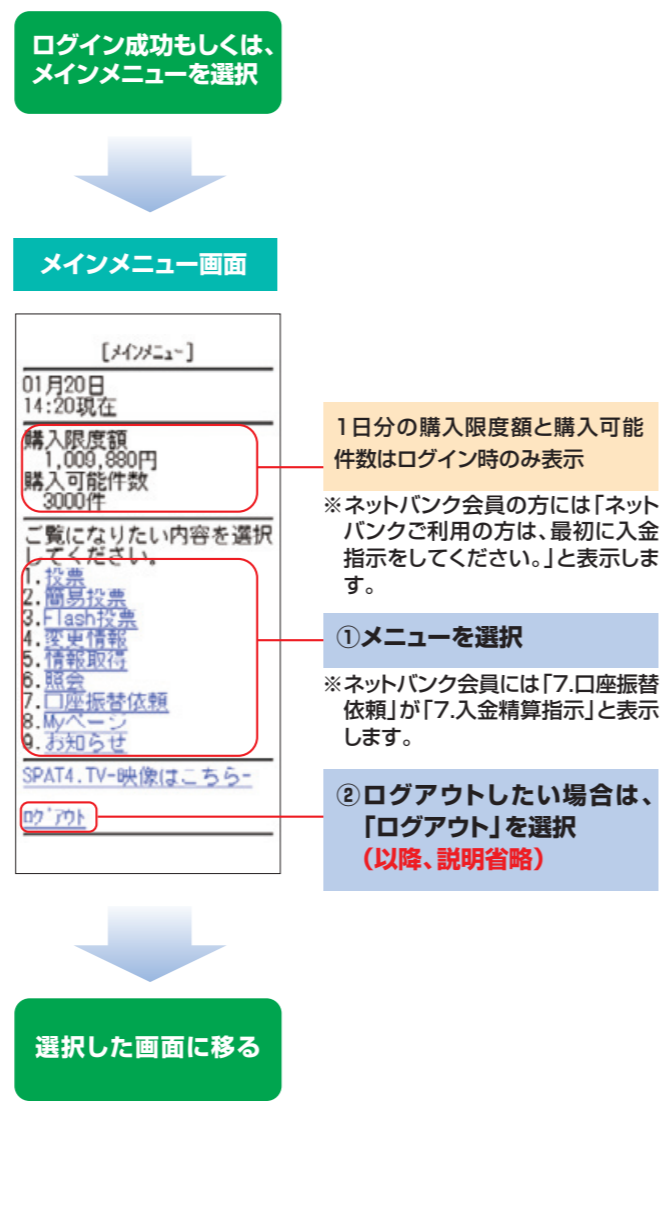 ログイン成功もしくは、
メインメニューを選択
メインメニュー画面
[メインメニュー]
01月20日
14:20現在
購入限度額
1,009,880円
購入可能件数
3000件
ご覧になりたい内容を選択
してください。
1.投票
2.簡易投票
3.Flash投票
4.変更情報
5.情報取得
6.照会
7.口座振替依頼
8.Myページ
9.お知らせ
SPAT4.TV-映像はこちら-
ログアウト
1日分の購入限度額と購入可能
件数はログイン時のみ表示
※ネットバンク会員の方には「ネット
バンクご利用の方は、最初に入金
指示をしてください。」と表示しま
す。
①メニューを選択
※ネットバンク会員には「7.口座振替
依頼」が「7.入金精算指示」と表示
します。
②ログアウトしたい場合は、
「ログアウト」を選択
(以降、説明省略)
選択した画面に移る